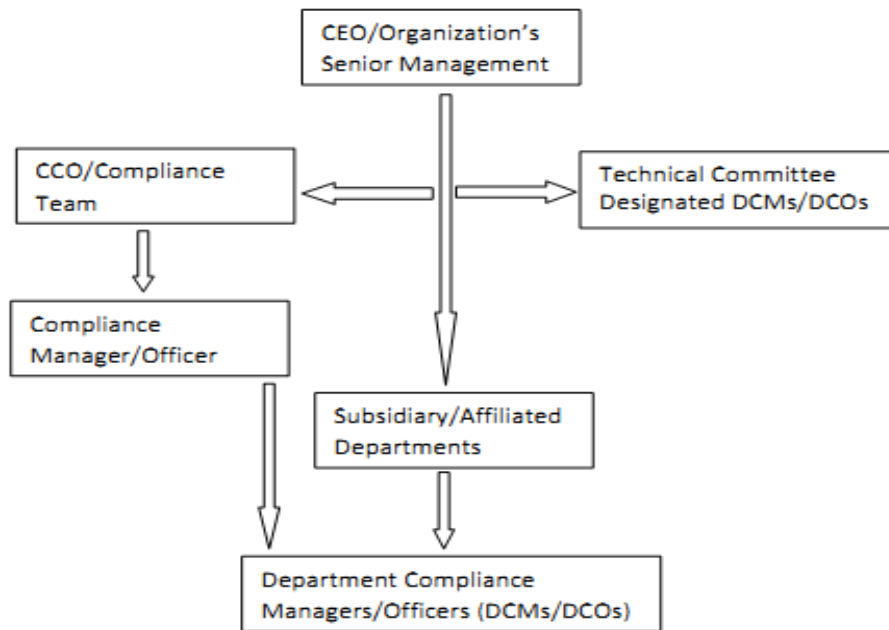 CEO/Organization’s
Senior Management
CCO/Compliance
Team
Technical Committee
Designated DCMs/DCOs
Compliance
Manager/Officer
Subsidiary/Affiliated
Departments
Department Compliance
Managers/Officers (DCMs/DCOs)